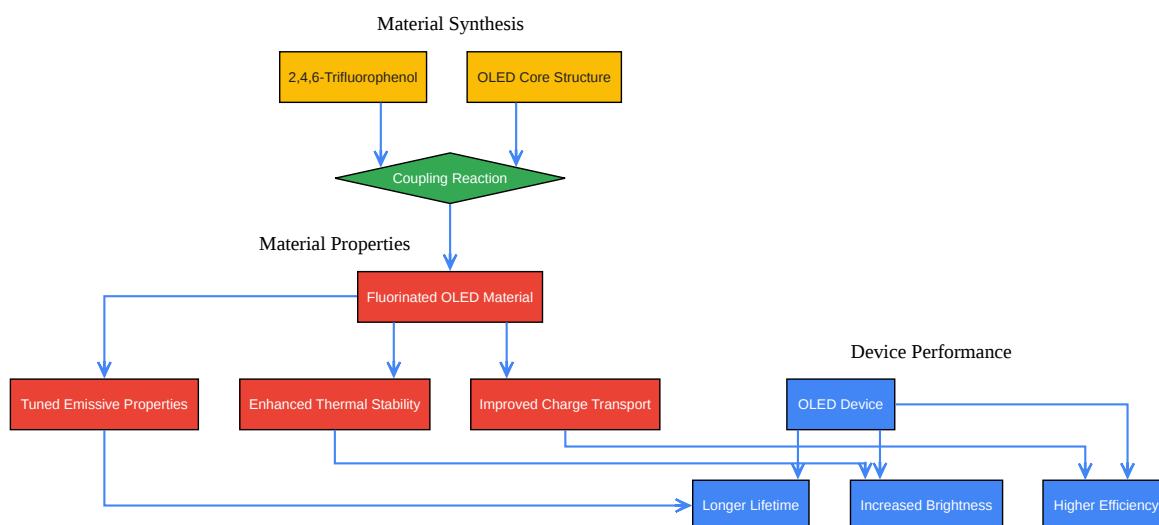 Material Synthesis
2,4,6-Trifluorophenol
OLED Core Structure
Coupling Reaction
Material Properties
Fluorinated OLED Material
Device Performance
Tuned Emissive Properties
Enhanced Thermal Stability
Improved Charge Transport
OLED Device
Longer Lifetime
Increased Brightness
Higher Efficiency